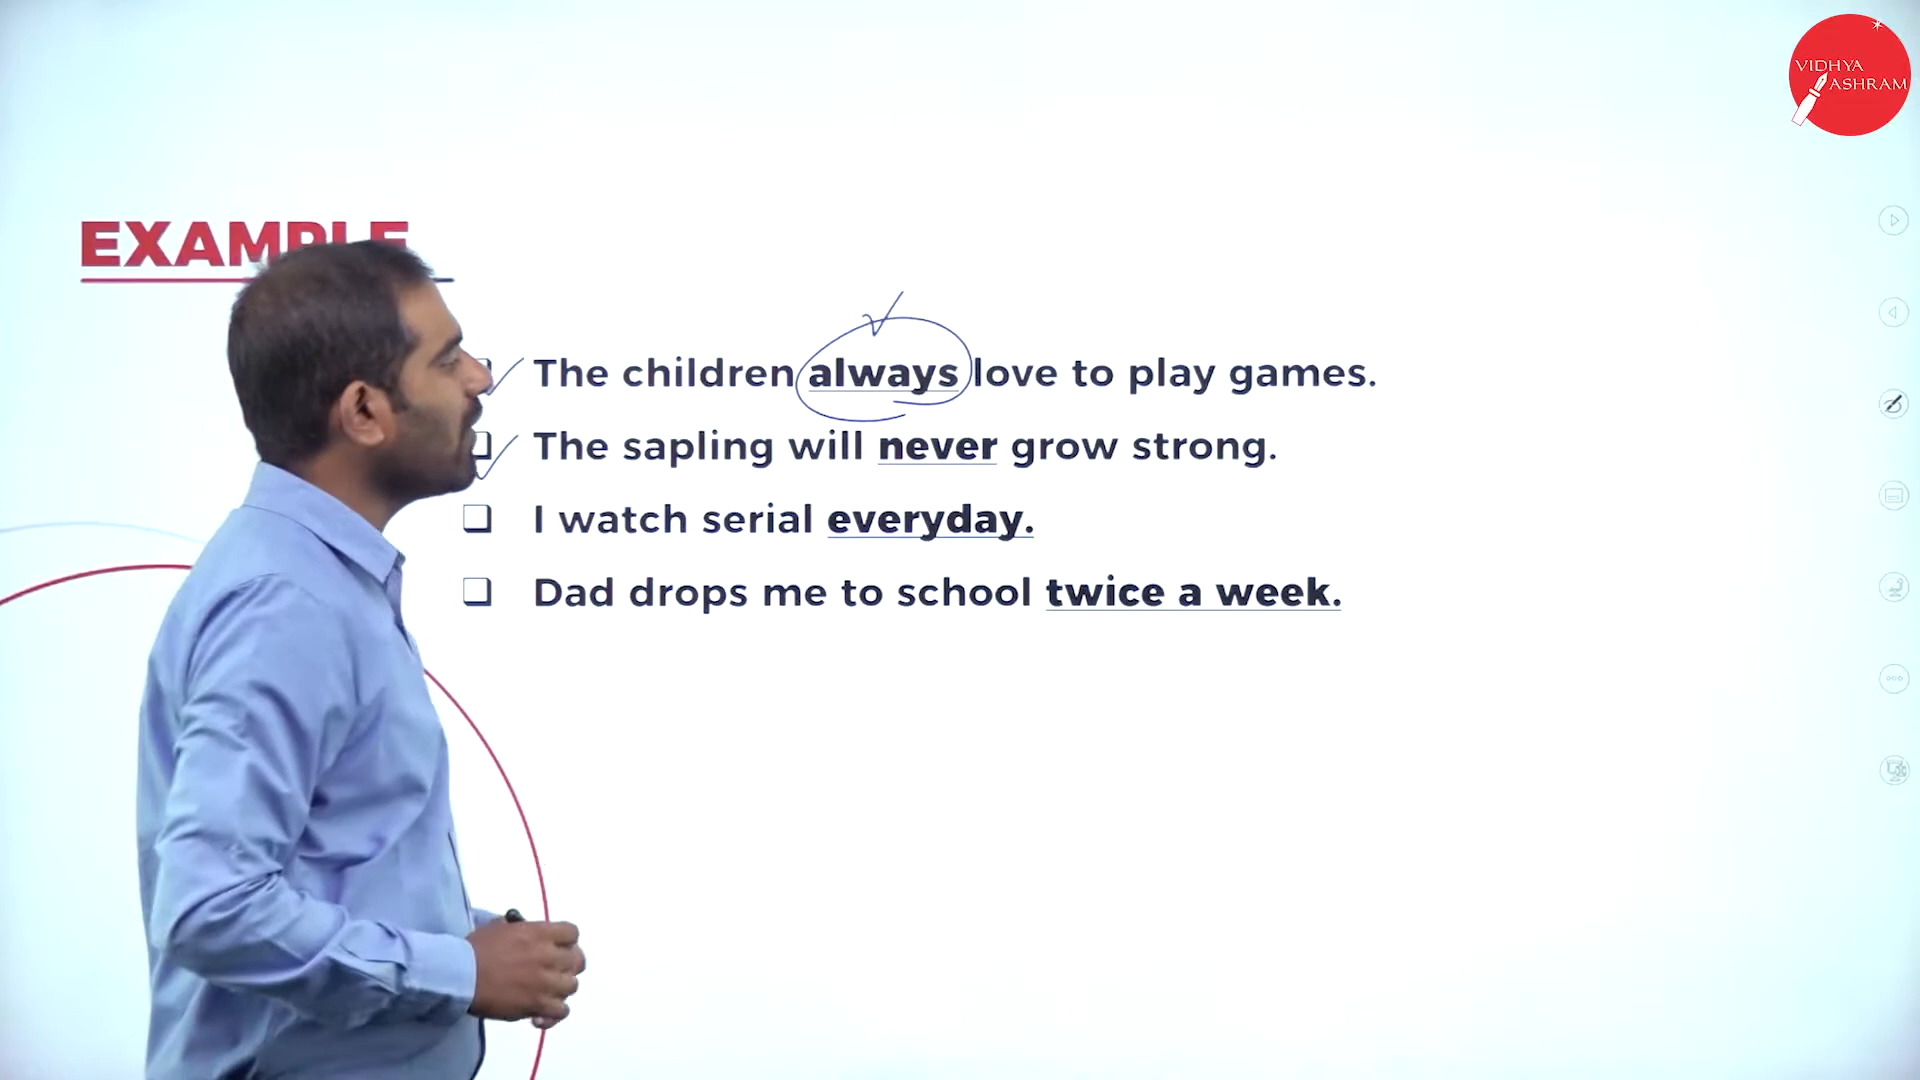 VIDHYA
ASHRAM
EXAMPLE
The children always love to play games.
The sapling will never grow strong.
I watch serial everyday.
Dad drops me to school twice a week.